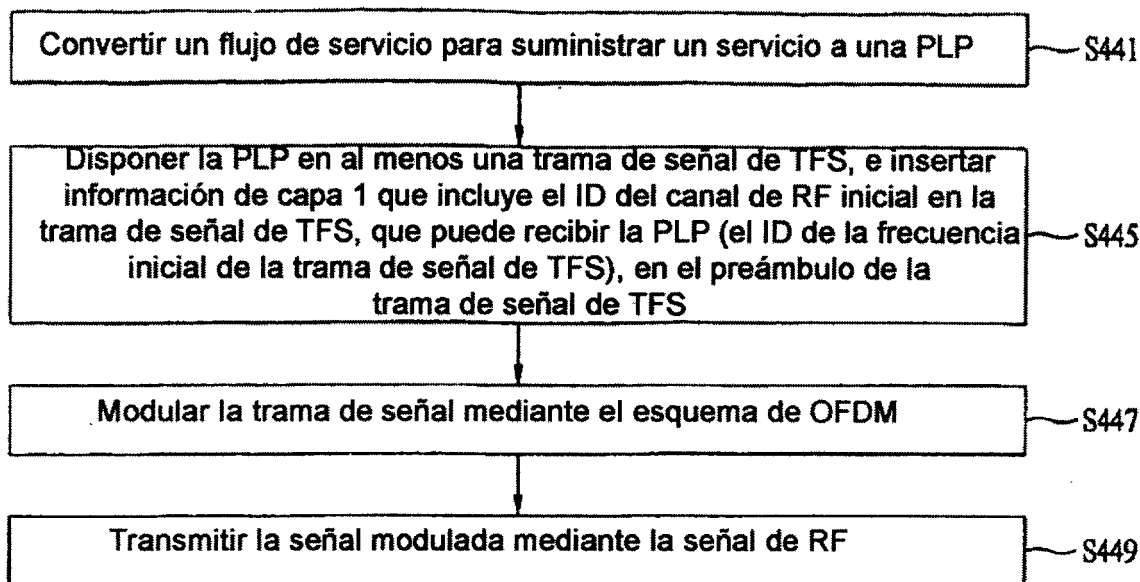 Convertir un flujo de servicio para suministrar un servicio a una PLP
S441
Disponer la PLP en al menos una trama de señal de TFS, e insertar
información de capa 1 que incluye el ID del canal de RF inicial en la
trama de señal de TFS, que puede recibir la PLP (el ID de la frecuencia
S445
inicial de la trama de señal de TFS), en el preámbulo de la
trama de señal de TFS
Modular la trama de señal mediante el esquema de OFDM
S447
Transmitir la señal modulada mediante la señal de RF
S449